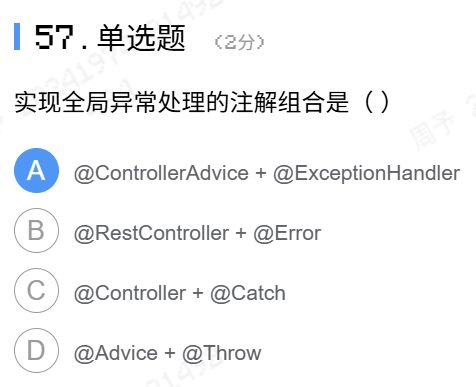 57.单选题 (2分)
实现全局异常处理的注解组合是（ ）
A @ControllerAdvice + @ExceptionHandler
B @RestController + @Error
C @Controller + @Catch
D @Advice + @Throw